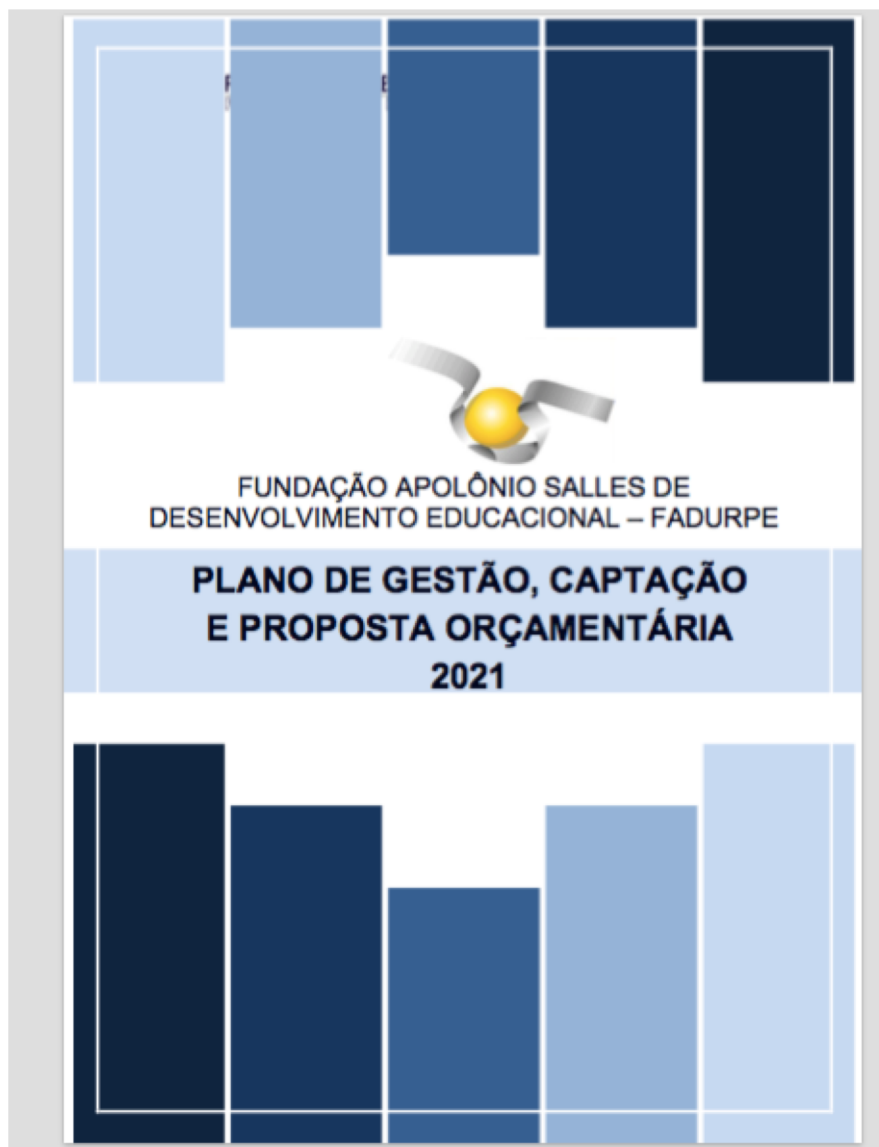 FUNDAÇÃO APOLÔNIO SALLES DE
DESENVOLVIMENTO EDUCACIONAL – FADURPE
PLANO DE GESTÃO, CAPTAÇÃO
E PROPOSTA ORÇAMENTÁRIA
2021